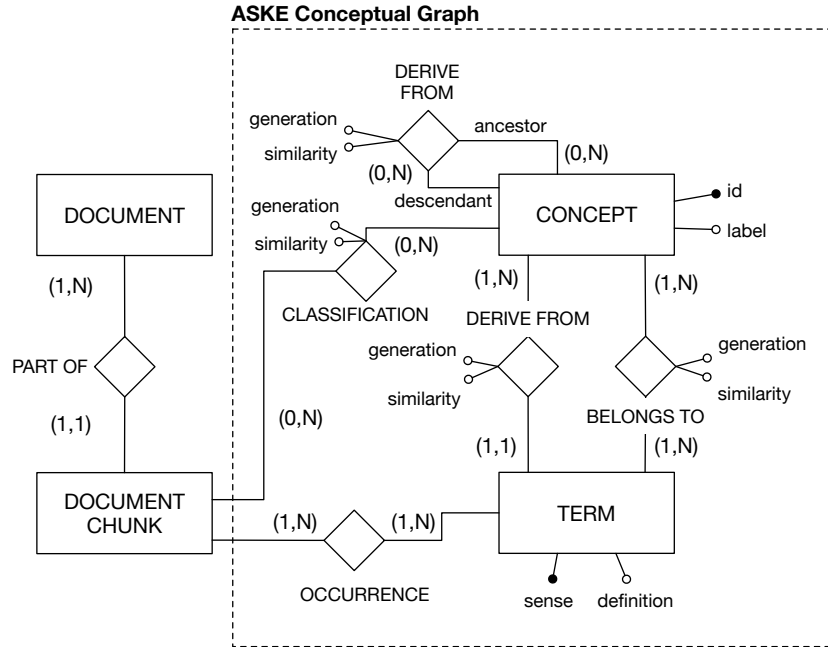 ASKE Conceptual Graph
DERIVE
FROM
generation
similarity
ancestor
(0,N)
(0,N)
descendant
DOCUMENT
CONCEPT
id
label
generation
similarity
(0,N)
(1,N)
CLASSIFICATION
(1,N)
(1,N)
DERIVE FROM
generation
similarity
generation
similarity
PART OF
BELONGS TO
(1,1)
(0,N)
(1,1)
(1,N)
DOCUMENT
CHUNK
(1,N)
(1,N)
TERM
OCCURRENCE
sense
definition